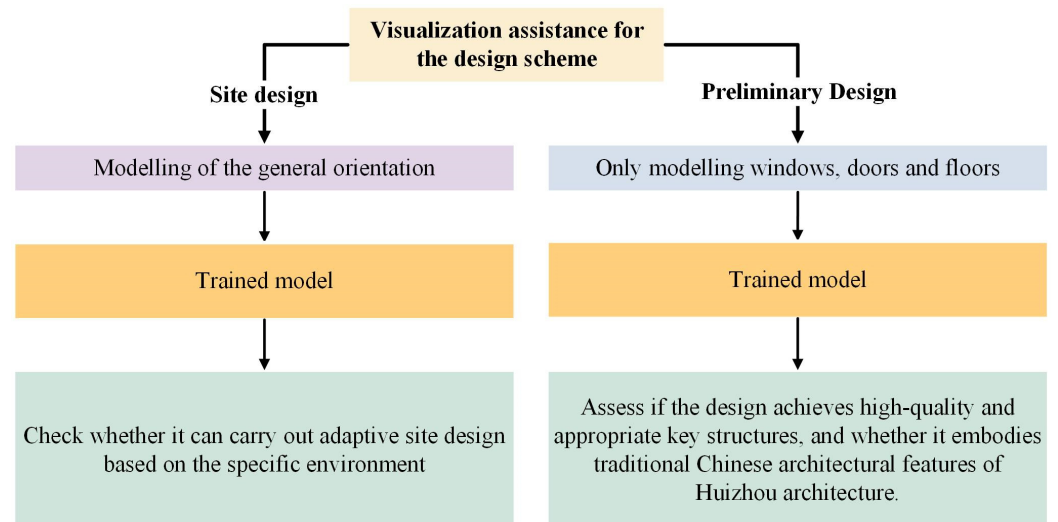 Visualization assistance for
the design scheme
Site design
Preliminary Design
Modelling of the general orientation
Only modelling windows, doors and floors
Trained model
Trained model
Check whether it can carry out adaptive site design
based on the specific environment
Assess if the design achieves high-quality and
appropriate key structures, and whether it embodies
traditional Chinese architectural features of
Huizhou architecture.